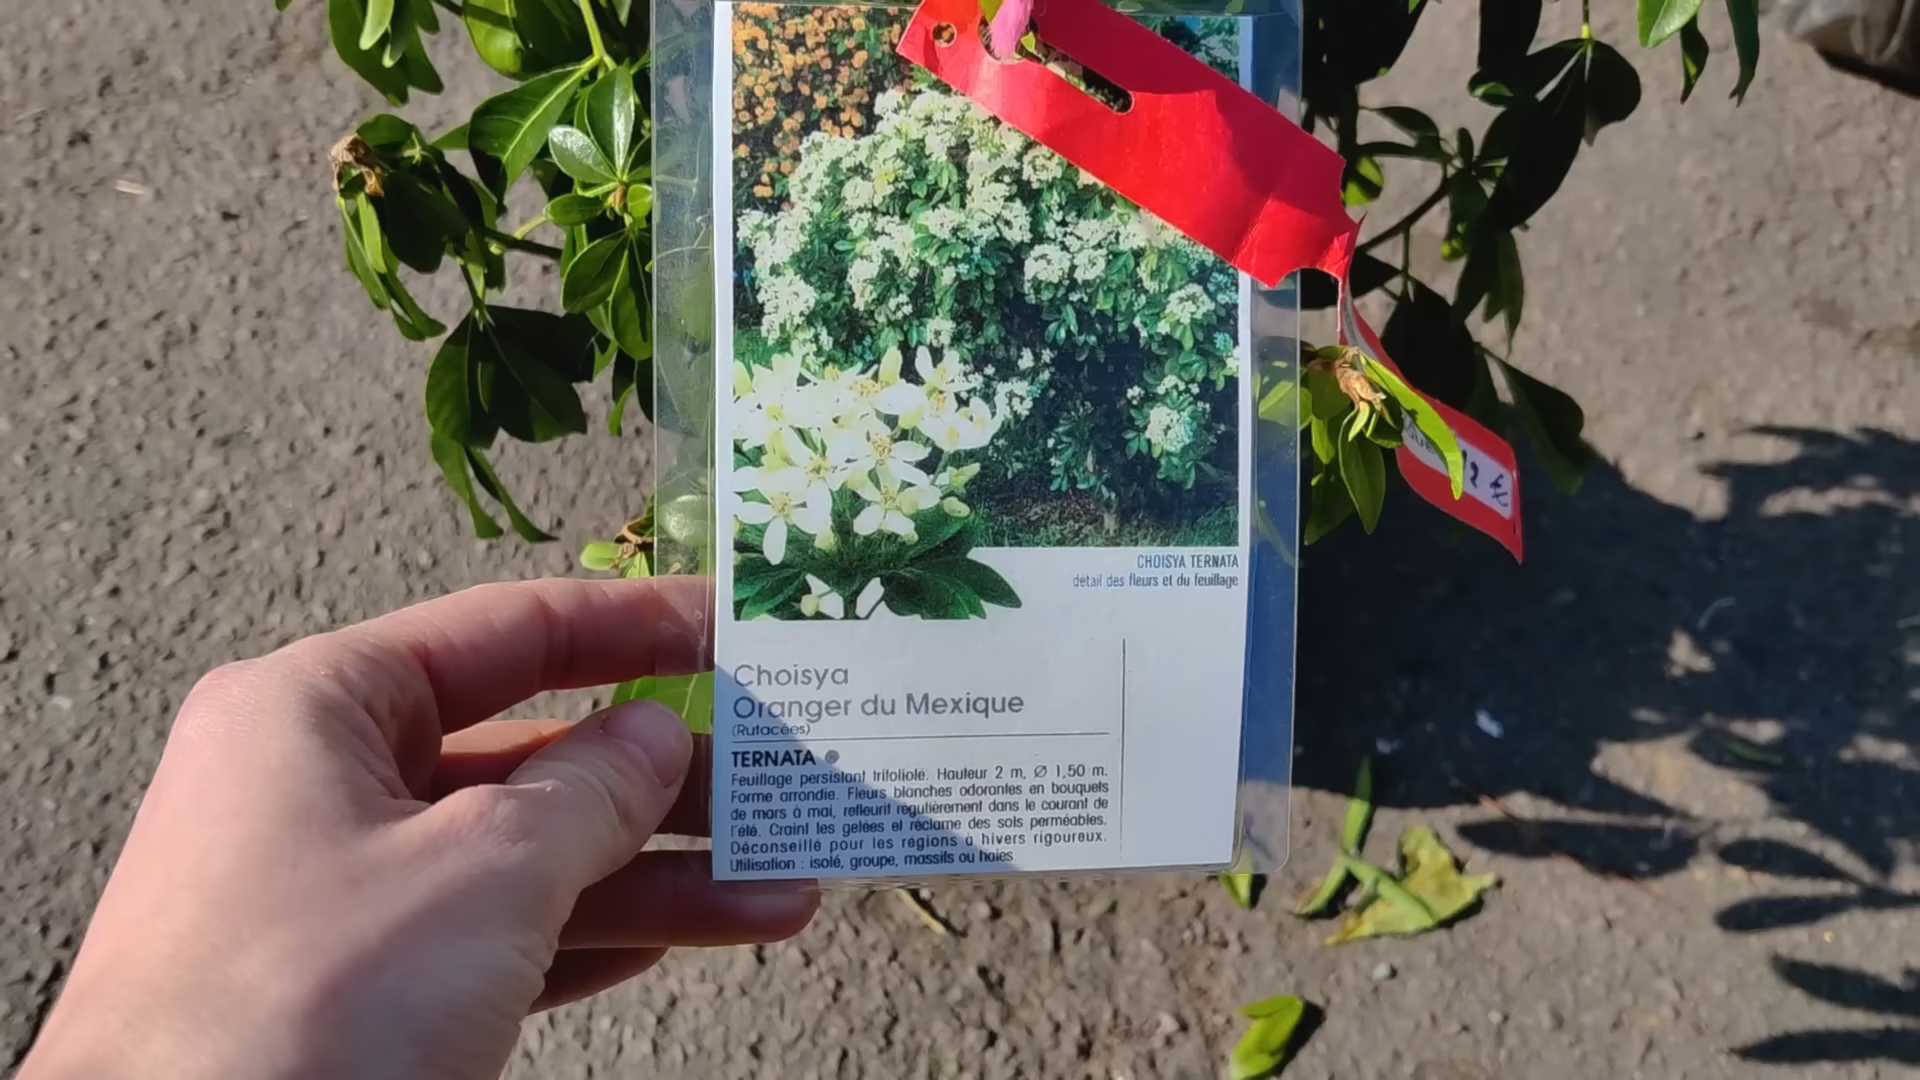 CHOISYA TERNATA
détail des fleurs et du feuillage
Choisya
Oranger du Mexique
(Rutacées)
TERNATA
Feuillage persistant trifoliolé. Hauteur 2 m, Ø 1,50 m.
Forme arrondie. Fleurs blanches odorantes en bouquets
de mars à mai, refleurit régulièrement dans le courant de
l'été. Craint les gelées et réclame des sols perméables.
Déconseillé pour les régions à hivers rigoureux.
Utilisation : isolé, groupe, massifs ou haies.
12 €